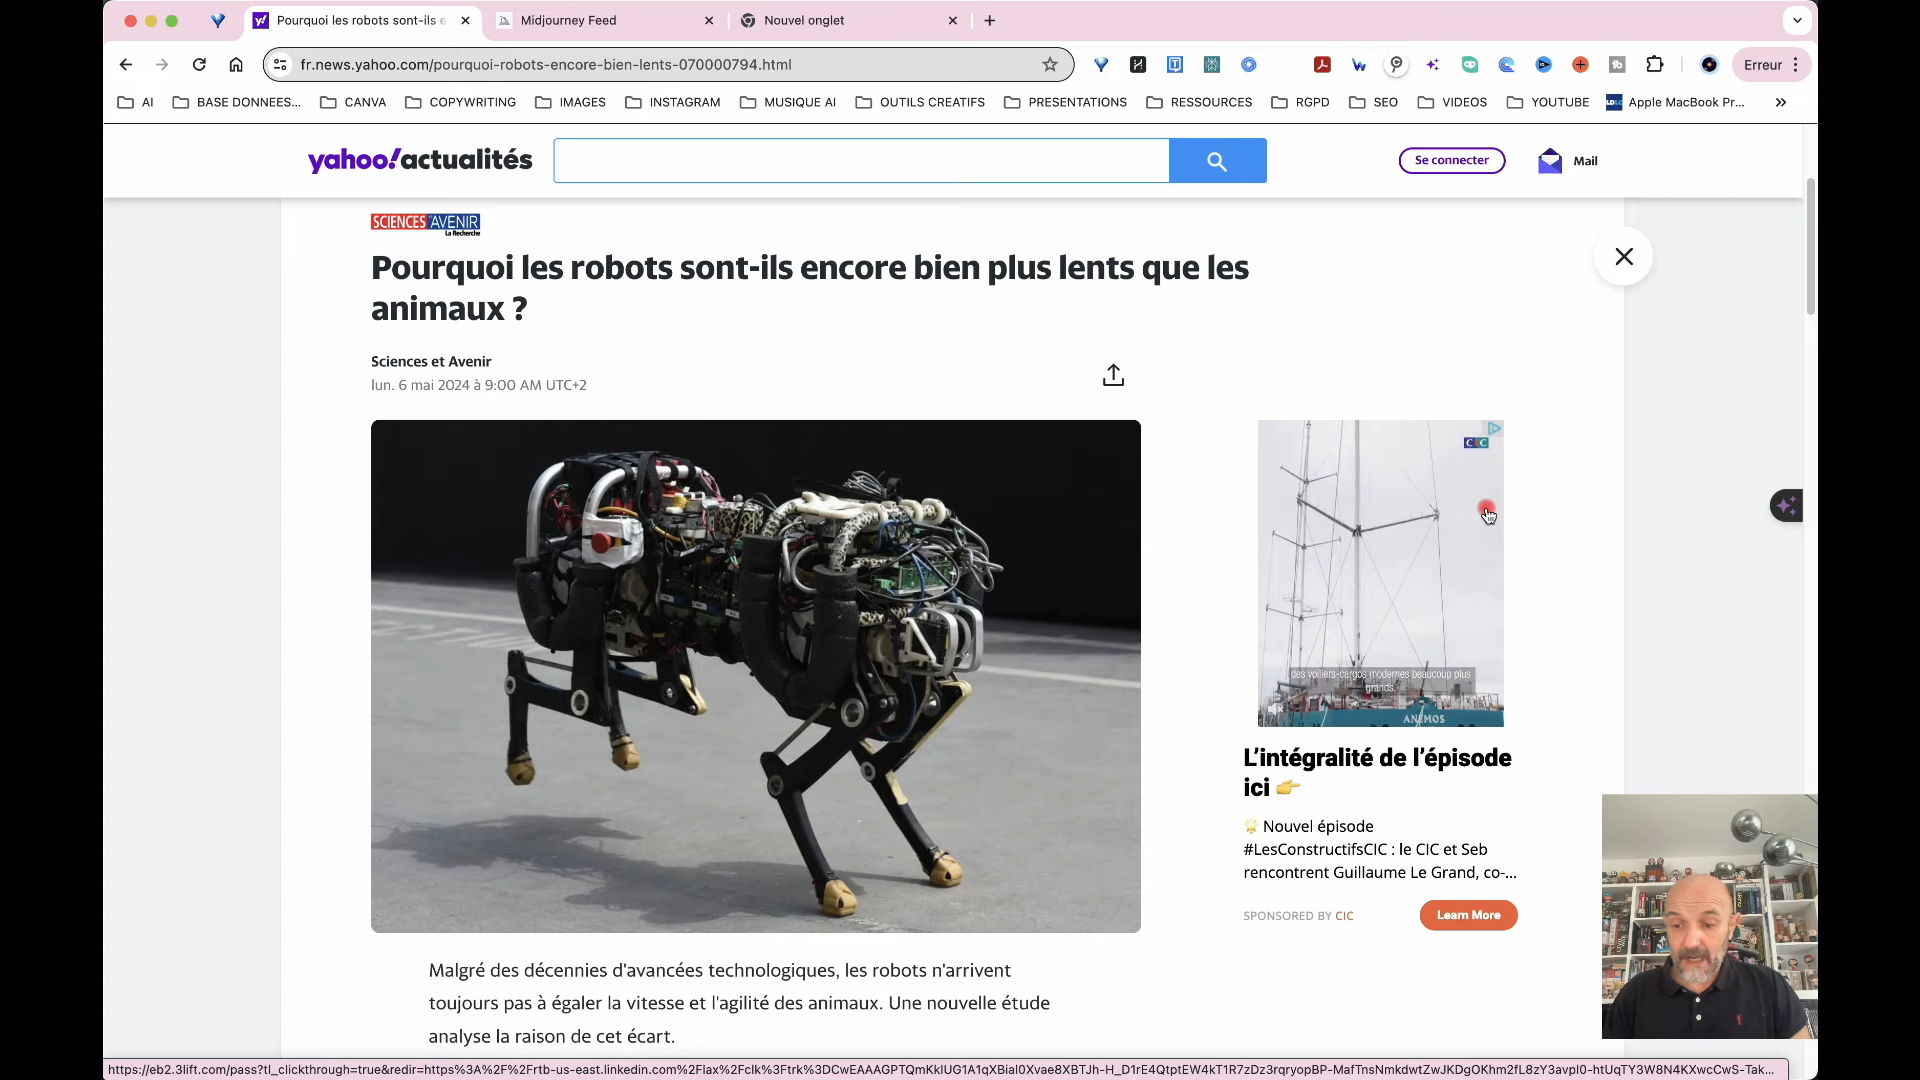 Pourquoi les robots sont-ils e
Midjourney Feed
Nouvel onglet
fr.news.yahoo.com/pourquoi-robots-encore-bien-lents-070000794.html
Erreur
AI
BASE DONNEES...
CANVA
COPYWRITING
IMAGES
INSTAGRAM
MUSIQUE AI
OUTILS CREATIFS
PRESENTATIONS
RESSOURCES
RGPD
SEO
VIDEOS
YOUTUBE
Apple MacBook Pr...
yahoo!actualités
Se connecter
Mail
SCIENCES AVENIR
La Recherche
Pourquoi les robots sont-ils encore bien plus lents que les
animaux ?
Sciences et Avenir
lun. 6 mai 2024 à 9:00 AM UTC+2
CIC
des voiliers-cargos modernes beaucoup plus
grands.
ANEMOS
L'intégralité de l'épisode
ici 👉
🌟 Nouvel épisode
#LesConstructifsCIC : le CIC et Seb
rencontrent Guillaume Le Grand, co-...
SPONSORED BY CIC
Learn More
Malgré des décennies d'avancées technologiques, les robots n'arrivent
toujours pas à égaler la vitesse et l'agilité des animaux. Une nouvelle étude
analyse la raison de cet écart.